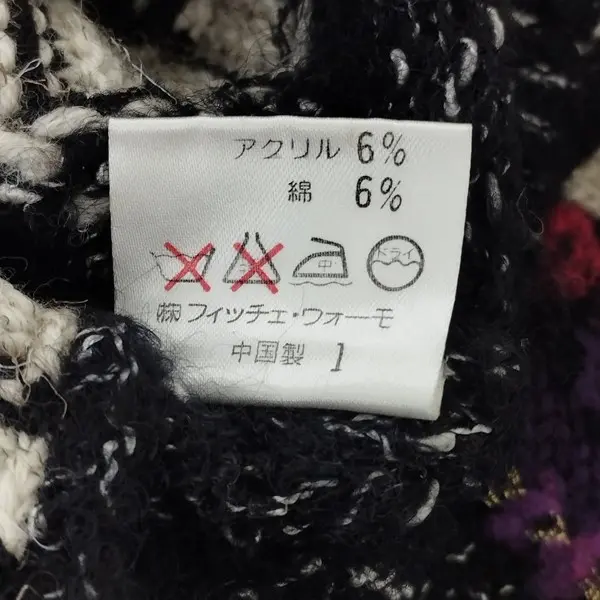 アクリル 6%
綿 6%
中 ドライ
㈱フィッチェ・ウォーモ
中国製 1